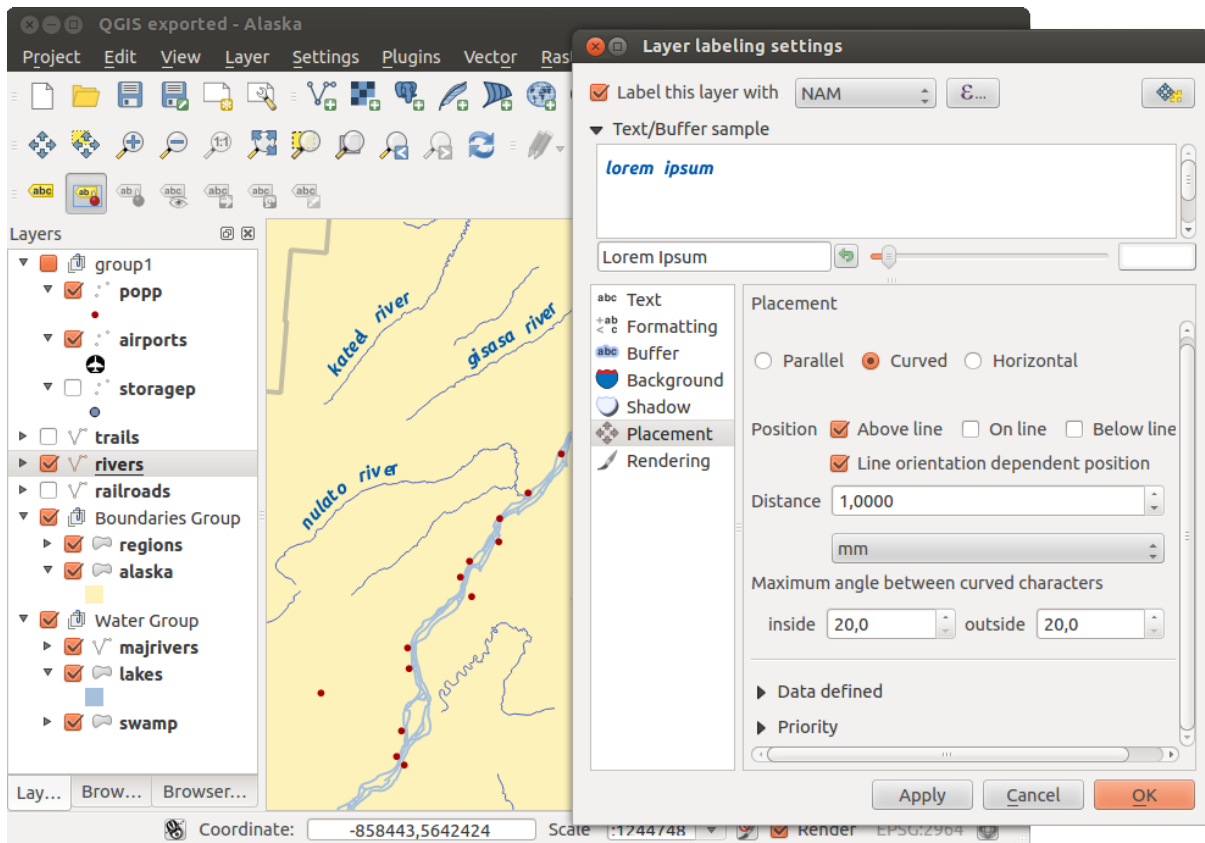 QGIS exported - Alaska
Project Edit View Layer Settings Plugins Vector Ras
Layers
group1
popp
airports
storagep
trails
rivers
railroads
Boundaries Group
regions
alaska
Water Group
majrivers
lakes
swamp
Lay... Brow... Browser...
kateel river
gisasa river
nulato river
Coordinate: -858443,5642424 Scale :1244748 Render EPSG:2964
Layer labeling settings
Label this layer with NAM ε...
Text/Buffer sample
lorem ipsum
Lorem Ipsum
Text
Formatting
Buffer
Background
Shadow
Placement
Rendering
Placement
Parallel Curved Horizontal
Position Above line On line Below line
Line orientation dependent position
Distance 1,0000
mm
Maximum angle between curved characters
inside 20,0 outside 20,0
Data defined
Priority
Apply Cancel OK